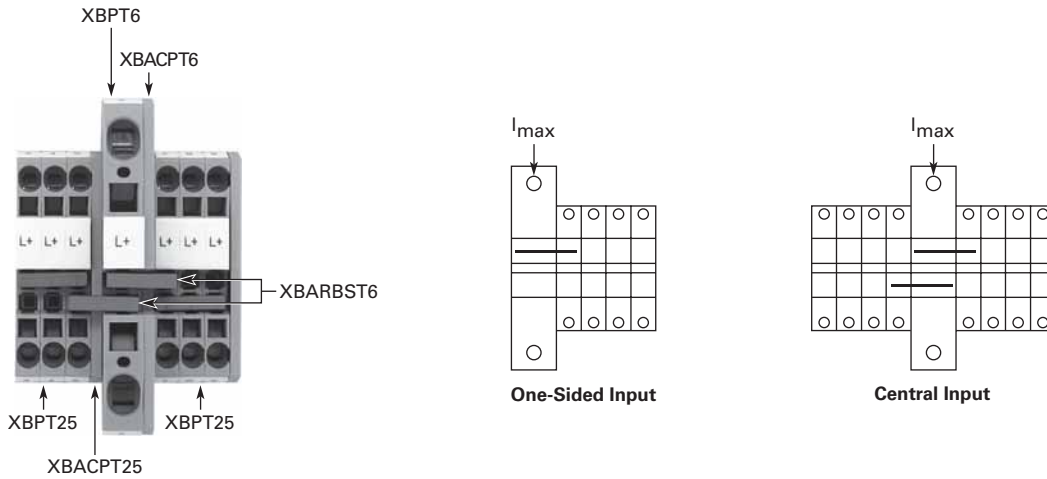 XBPT6
XBACPT6
L+ L+ L+ L+ L+ L+ L+
XBARBST6
XBPT25
XBPT25
XBACPT25
Imax
One-Sided Input
Imax
Central Input